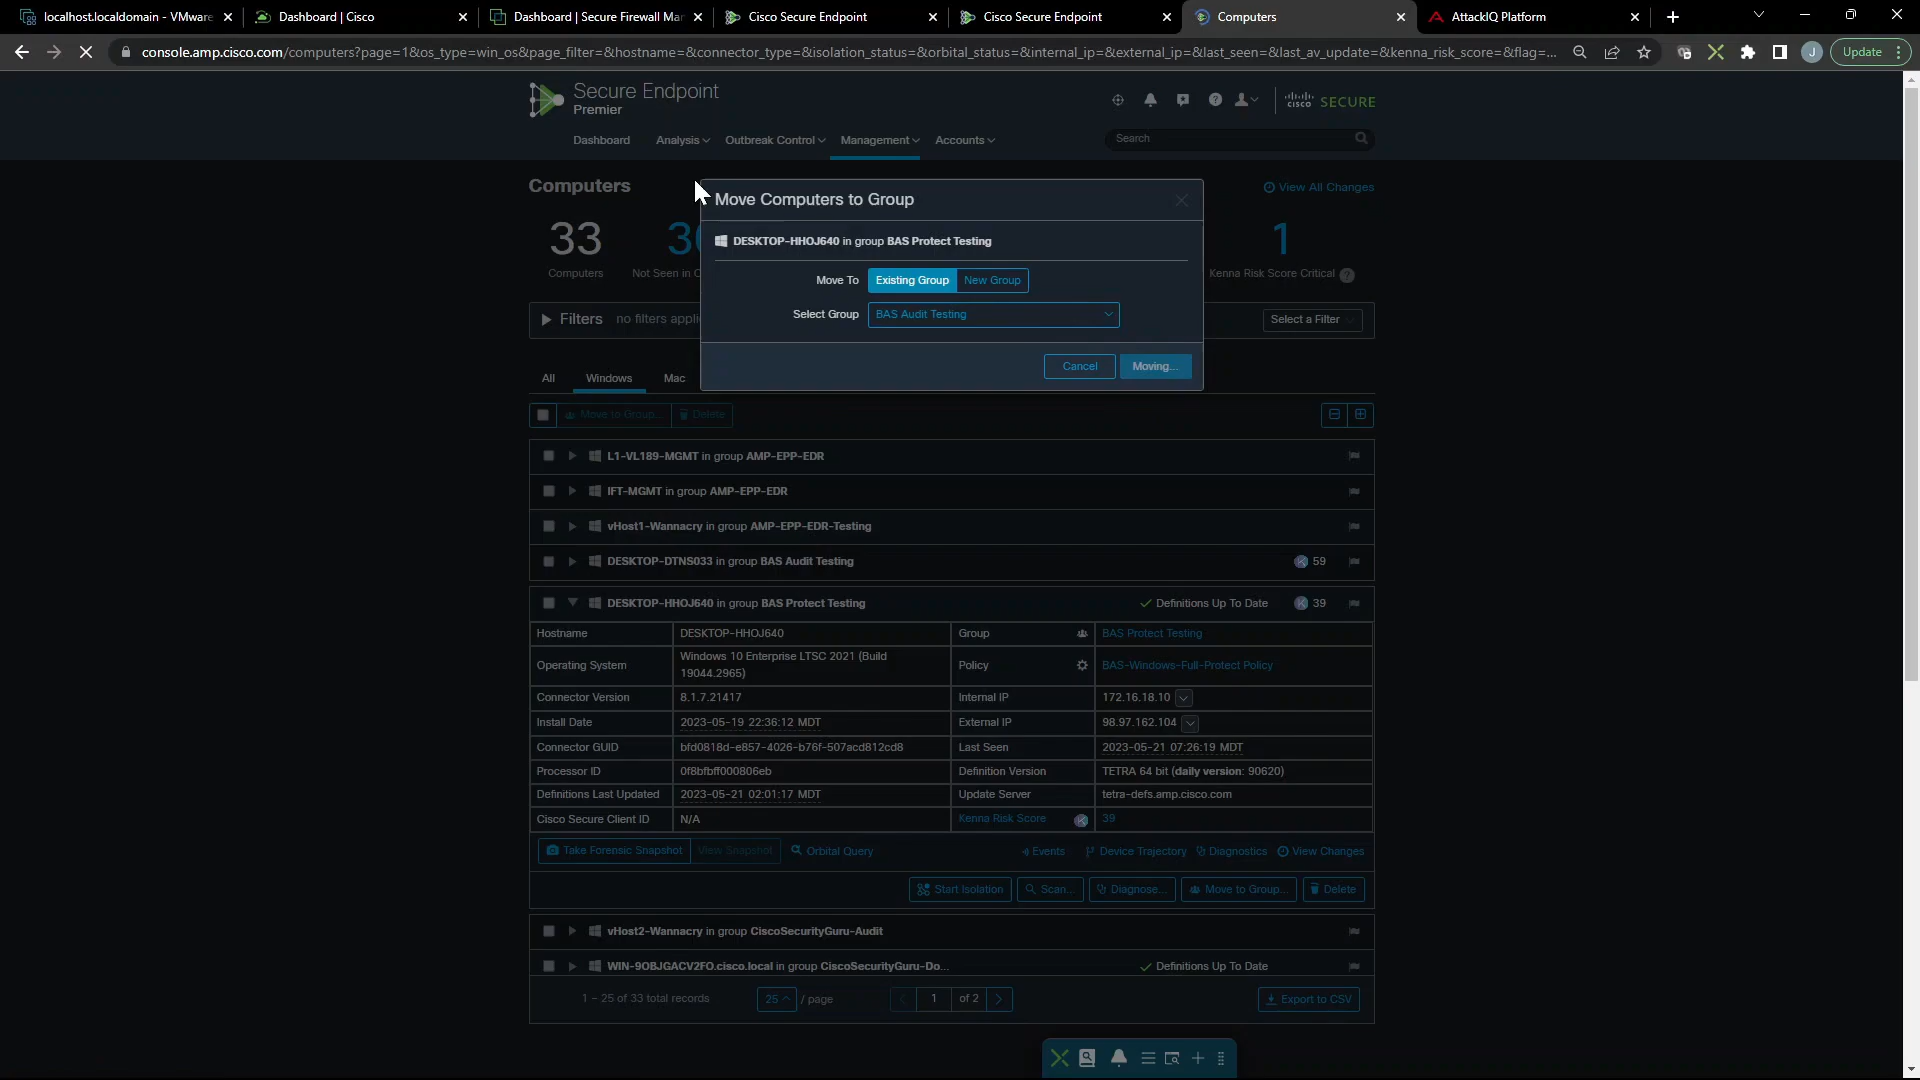 localhost.localdomain - VMware
Dashboard | Cisco
Dashboard | Secure Firewall Mar
Cisco Secure Endpoint
Cisco Secure Endpoint
Computers
AttackIQ Platform
console.amp.cisco.com/computers?page=1&os_type=win_os&page_filter=&hostname=&connector_type=&isolation_status=&orbital_status=&internal_ip=&external_ip=&last_seen=&last_av_update=&kenna_risk_score=&flag=...
J
Update
Secure Endpoint
Premier
cisco SECURE
Dashboard
Analysis
Outbreak Control
Management
Accounts
Search
Computers
View All Changes
33
Computers
Not Seen in
1
Kenna Risk Score Critical
Move Computers to Group
DESKTOP-HHOJ640 in group BAS Protect Testing
Move To
Existing Group
New Group
Select Group
BAS Audit Testing
Cancel
Moving...
Filters
no filters appli
Select a Filter
All
Windows
Mac
Move to Group...
Delete
L1-VL189-MGMT in group AMP-EPP-EDR
IFT-MGMT in group AMP-EPP-EDR
vHost1-Wannacry in group AMP-EPP-EDR-Testing
DESKTOP-DTNS033 in group BAS Audit Testing
59
DESKTOP-HHOJ640 in group BAS Protect Testing
Definitions Up To Date
39
Hostname
DESKTOP-HHOJ640
Group
BAS Protect Testing
Operating System
Windows 10 Enterprise LTSC 2021 (Build
19044.2965)
Policy
BAS-Windows-Full-Protect Policy
Connector Version
8.1.7.21417
Internal IP
172.16.18.10
Install Date
2023-05-19 22:36:12 MDT
External IP
98.97.162.104
Connector GUID
bfd0818d-e857-4026-b76f-507acd812cd8
Last Seen
2023-05-21 07:26:19 MDT
Processor ID
0f8bfbff000806eb
Definition Version
TETRA 64 bit (daily version: 90620)
Definitions Last Updated
2023-05-21 02:01:17 MDT
Update Server
tetra-defs.amp.cisco.com
Cisco Secure Client ID
N/A
Kenna Risk Score
39
Take Forensic Snapshot
View Snapshot
Orbital Query
Events
Device Trajectory
Diagnostics
View Changes
Start Isolation
Scan...
Diagnose...
Move to Group...
Delete
vHost2-Wannacry in group CiscoSecurityGuru-Audit
WIN-9OBJGACV2FO.cisco.local in group CiscoSecurityGuru-Do...
Definitions Up To Date
1 – 25 of 33 total records
25
/ page
1
of 2
Export to CSV